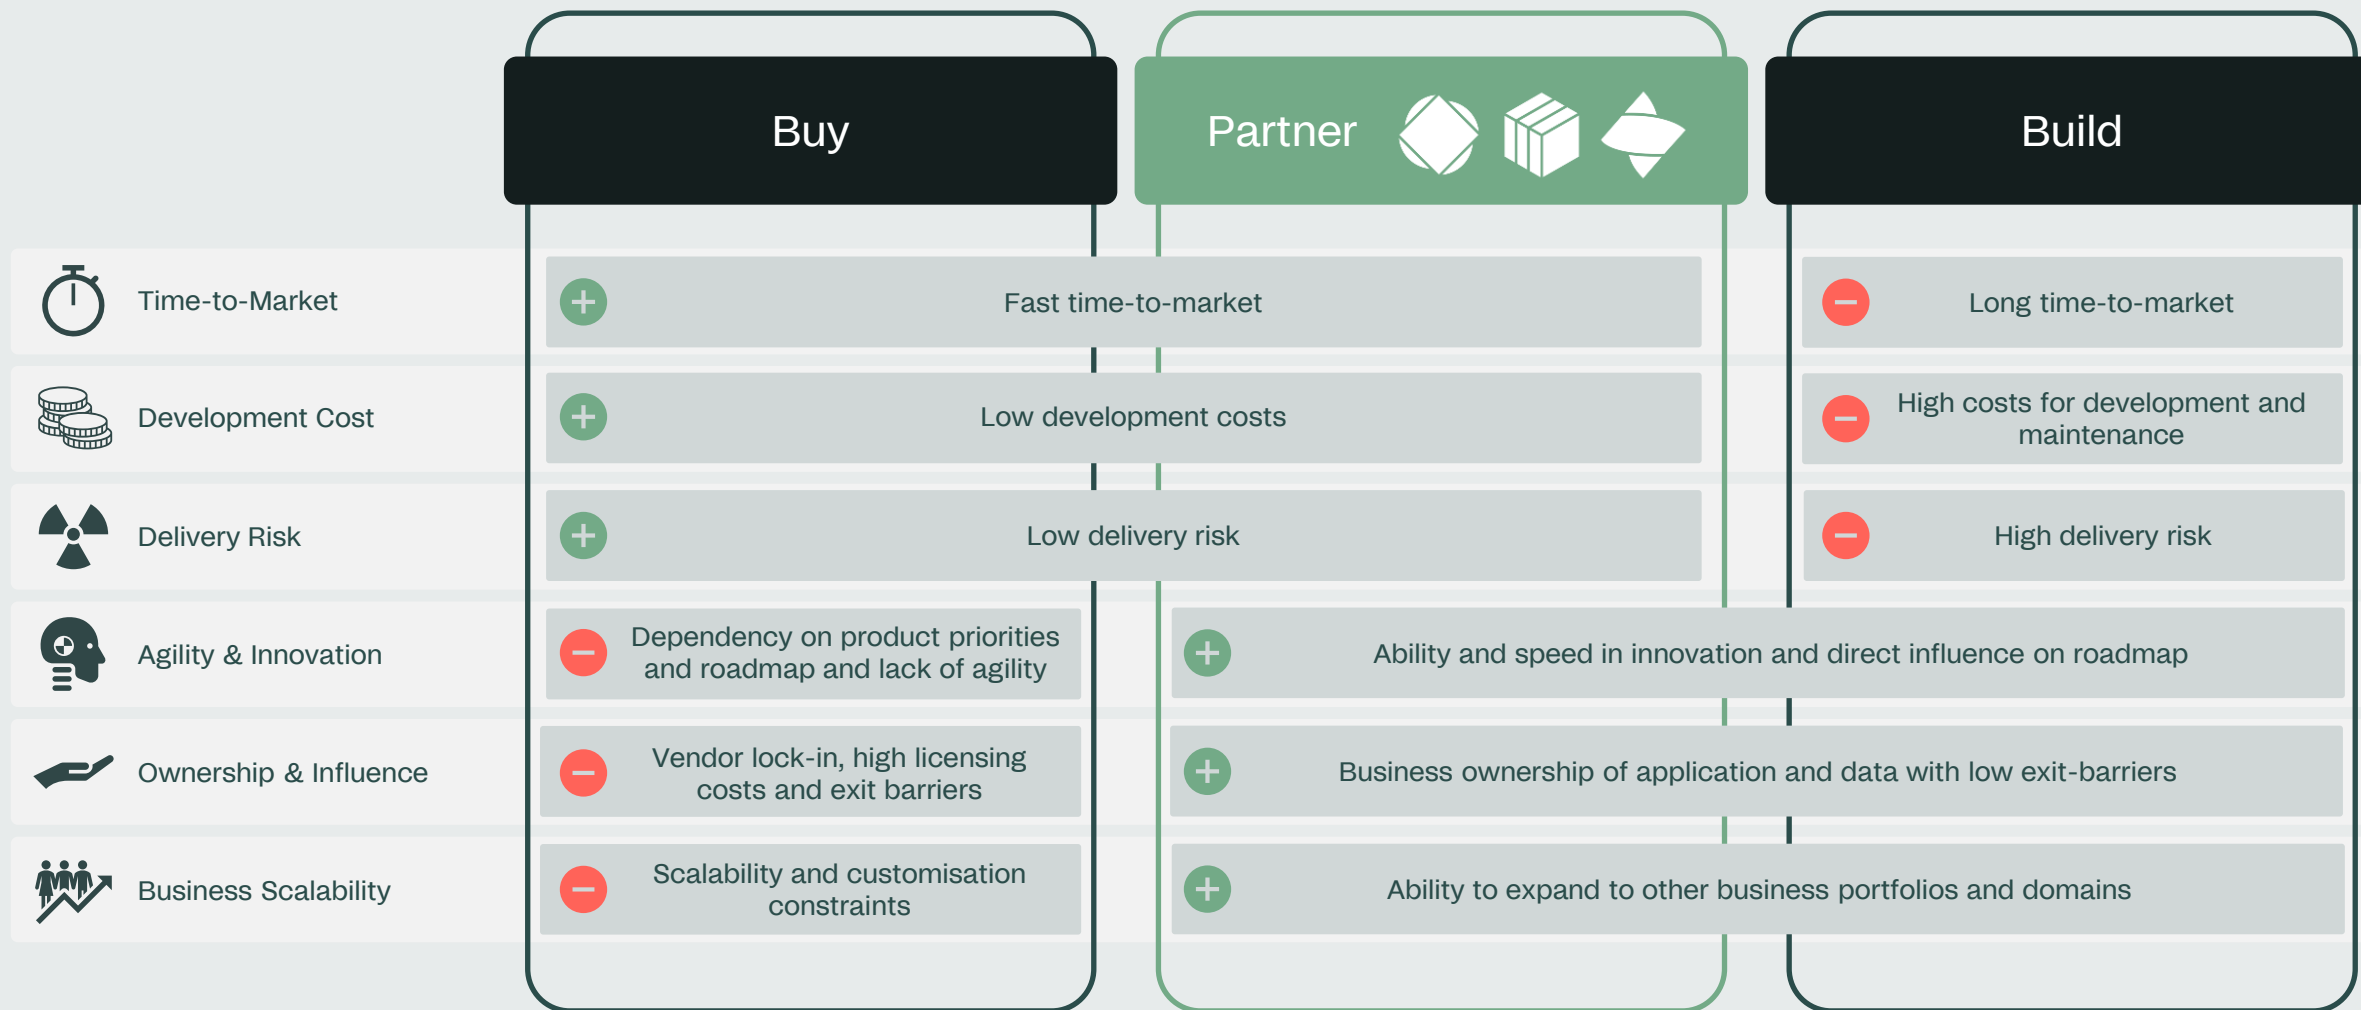 Buy
Partner
Build
Time-to-Market
Fast time-to-market
Long time-to-market
Development Cost
Low development costs
High costs for development and
maintenance
Delivery Risk
Low delivery risk
High delivery risk
Agility & Innovation
Dependency on product priorities
and roadmap and lack of agility
Ability and speed in innovation and direct influence on roadmap
Ownership & Influence
Vendor lock-in, high licensing
costs and exit barriers
Business ownership of application and data with low exit-barriers
Business Scalability
Scalability and customisation
constraints
Ability to expand to other business portfolios and domains